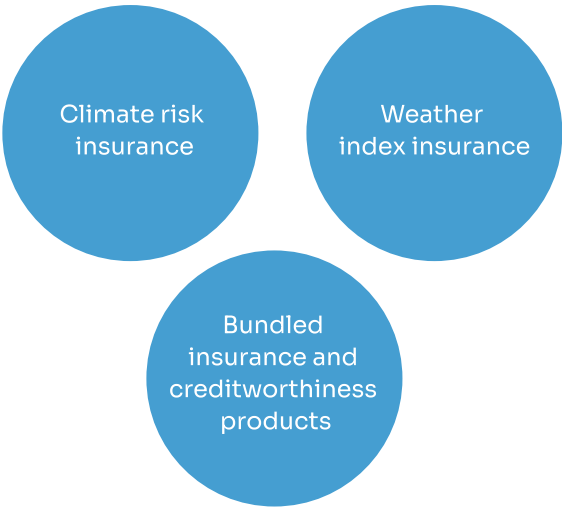 Climate risk
insurance
Weather
index insurance
Bundled
insurance and
creditworthiness
products